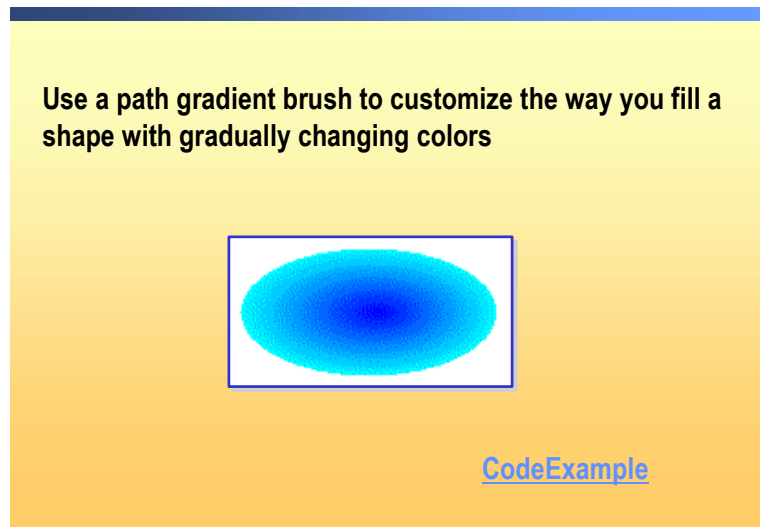 Use a path gradient brush to customize the way you fill a
shape with gradually changing colors
CodeExample